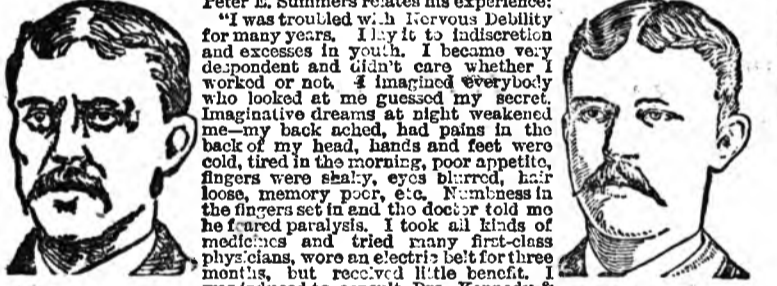 Peter E. Summers relates his experience:
"I was troubled with Nervous Debility
for many years. I lay it to indiscretion
and excesses in youth. I became very
despondent and didn't care whether I
worked or not. I imagined everybody
who looked at me guessed my secret.
Imaginative dreams at night weakened
me—my back ached, had pains in the
back of my head, hands and feet were
cold, tired in the morning, poor appetite,
fingers were shaky, eyes blurred, hair
loose, memory poor, etc. Numbness in
the fingers set in and the doctor told me
he feared paralysis. I took all kinds of
medicines and tried many first-class
physicians, wore an electric belt for three
months, but received little benefit. I
was induced to consult Drs. Kennedy &